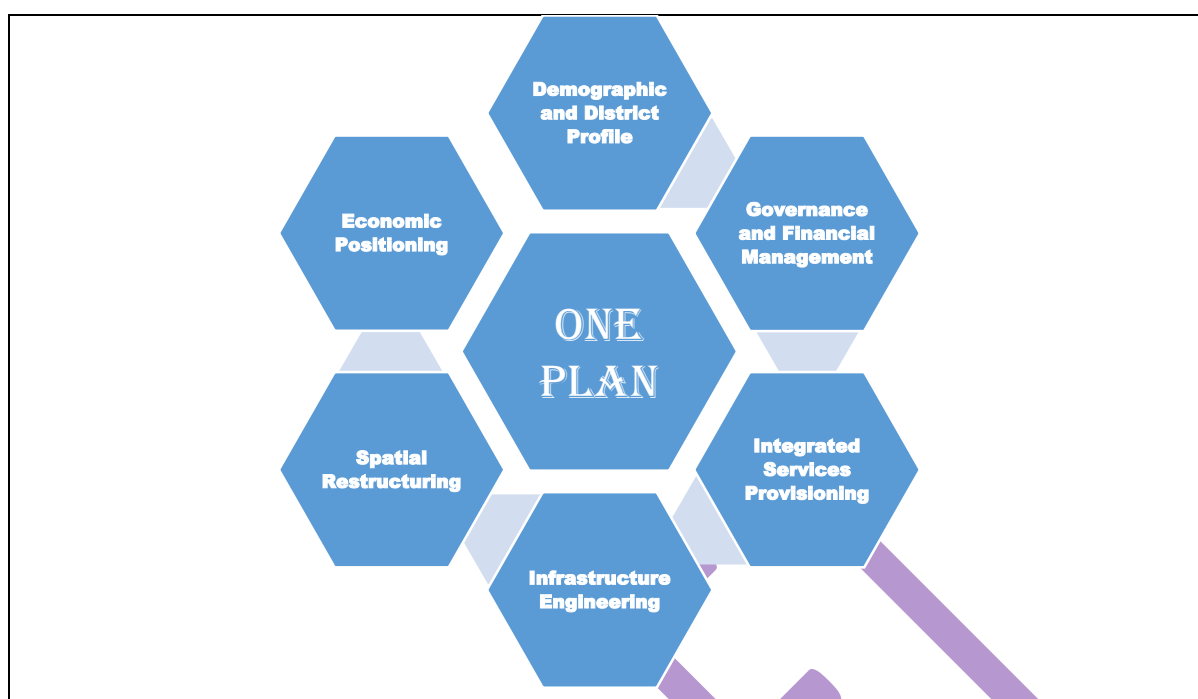 Demographic
and District
Profile
Governance
and Financial
Management
Integrated
Services
Provisioning
Infrastructure
Engineering
Spatial
Restructuring
Economic
Positioning
ONE
PLAN